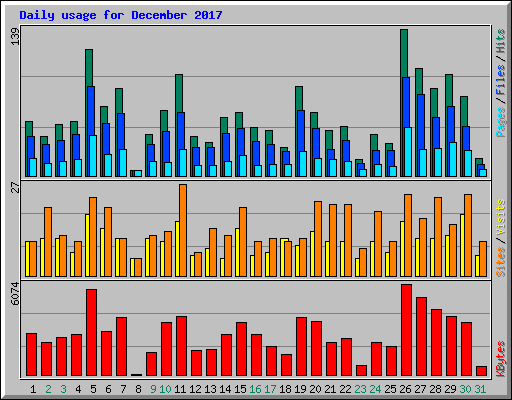 Daily usage for December 2017
139
Pages / Files / Hits
27
Sites / Visits
6074
KBytes
1 2 3 4 5 6 7 8 9 10 11 12 13 14 15 16 17 18 19 20 21 22 23 24 25 26 27 28 29 30 31